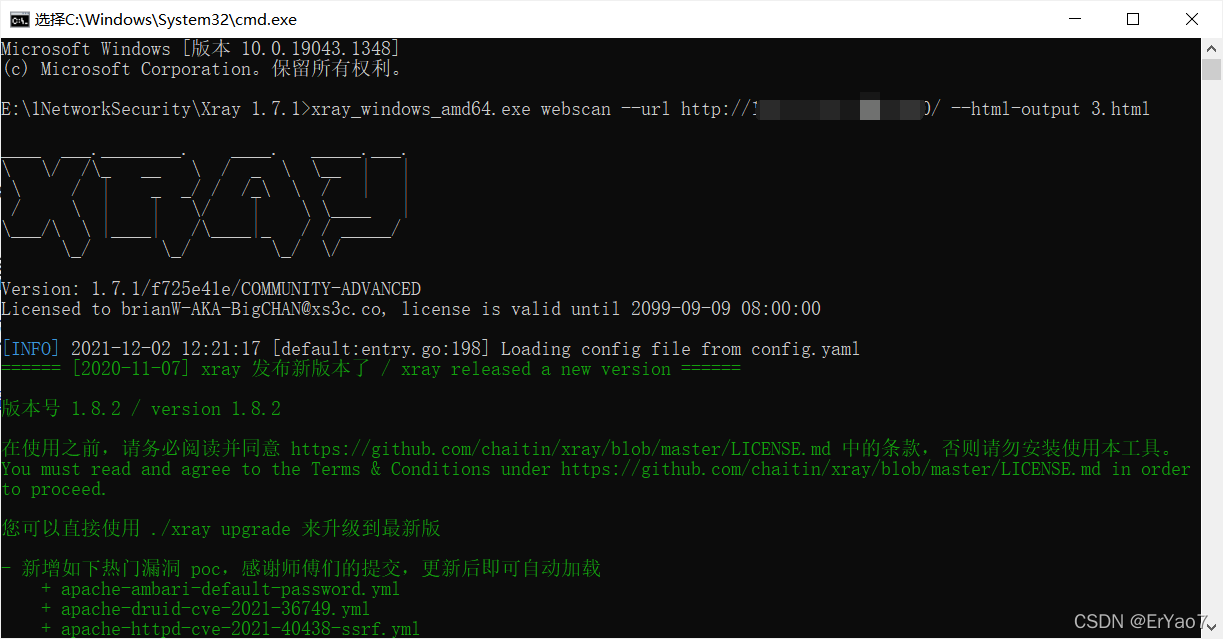 选择C:\Windows\System32\cmd.exe
Microsoft Windows [版本 10.0.19043.1348]
(c) Microsoft Corporation。保留所有权利。
E:\1NetworkSecurity\Xray 1.7.1>xray_windows_amd64.exe webscan --url http://1 0/ --html-output 3.html
XRAY
Version: 1.7.1/f725e41e/COMMUNITY-ADVANCED
Licensed to brianW-AKA-BigCHAN@xs3c.co, license is valid until 2099-09-09 08:00:00
[INFO] 2021-12-02 12:21:17 [default:entry.go:198] Loading config file from config.yaml
====== [2020-11-07] xray 发布新版本了 / xray released a new version ======
版本号 1.8.2 / version 1.8.2
在使用之前，请务必阅读并同意 https://github.com/chaitin/xray/blob/master/LICENSE.md 中的条款，否则请勿安装使用本工具。
You must read and agree to the Terms & Conditions under https://github.com/chaitin/xray/blob/master/LICENSE.md in order
to proceed.
您可以直接使用 ./xray upgrade 来升级到最新版
- 新增如下热门漏洞 poc，感谢师傅们的提交，更新后即可自动加载
+ apache-ambari-default-password.yml
+ apache-druid-cve-2021-36749.yml
+ apache-httpd-cve-2021-40438-ssrf.yml
CSDN @ErYao7